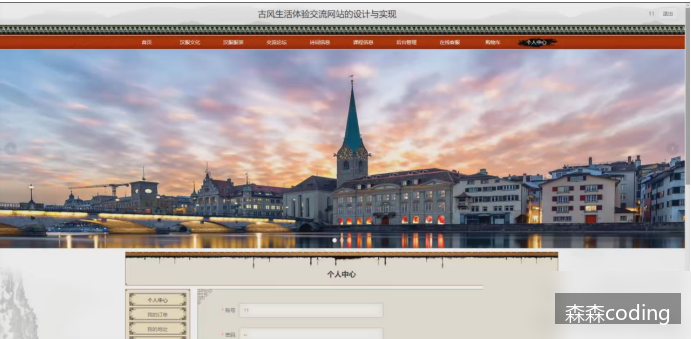 古风生活体验交流网站的设计与实现
11 退出
首页 汉服文化 汉服服装 交流论坛 诗词信息 课程信息 后台管理 在线客服 购物车 个人中心
个人中心
个人中心
我的订单
我的地址
* 账号 11
* 密码
森森coding